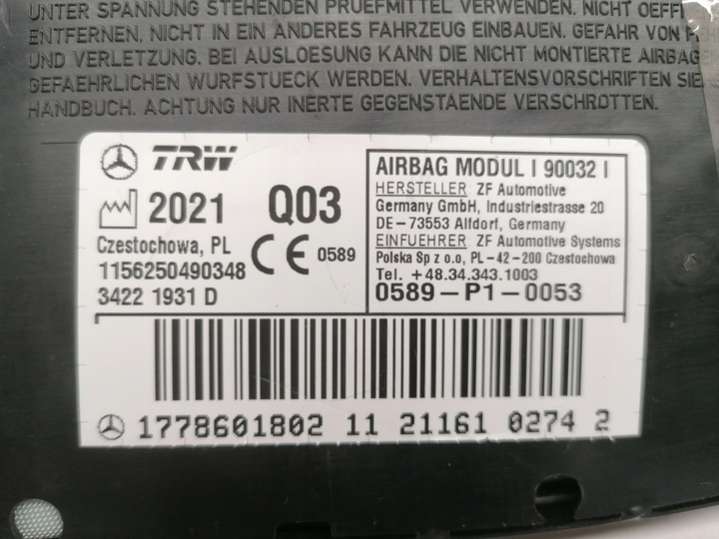 UNTER SPANNUNG STEHENDEN PRUEFMITTEL VERWENDEN. NICHT OEFF
ENTFERNEN, NICHT IN EIN ANDERES FAHRZEUG EINBAUEN. GEFAHR VON
UND VERLETZUNG. BEI AUSLOESUNG KANN DIE NICHT MONTIERTE AIRBAGE
GEFAEHRLICHEN WURFSTUECK WERDEN. VERHALTENSVORSCHRIFTEN SIE
HANDBUCH. ACHTUNG NUR INERTE GEGENSTAENDE VERSCHROTTEN.
TRW
2021 Q03
Czestochowa, PL
1156250490348
CE 0589
3422 1931 D
AIRBAG MODUL I 90032 I
HERSTELLER ZF Automotive
Germany GmbH, Industriestrasse 20
DE-73553 Alfdorf, Germany
EINFUEHRER ZF Automotive Systems
Polska Sp z o.o, PL-42-200 Czestochowa
Tel. +48.34.343.1003
0589-P1-0053
1778601802 11 211161 0274 2